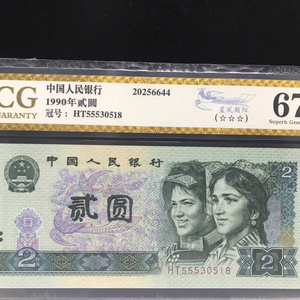 CG
GUARANTY
中国人民银行
1990年贰圆
冠号：HT55530518
20256644
(☆☆☆)
67
Superb Gem
中国人民银行
贰圆
HT55530518
2
2